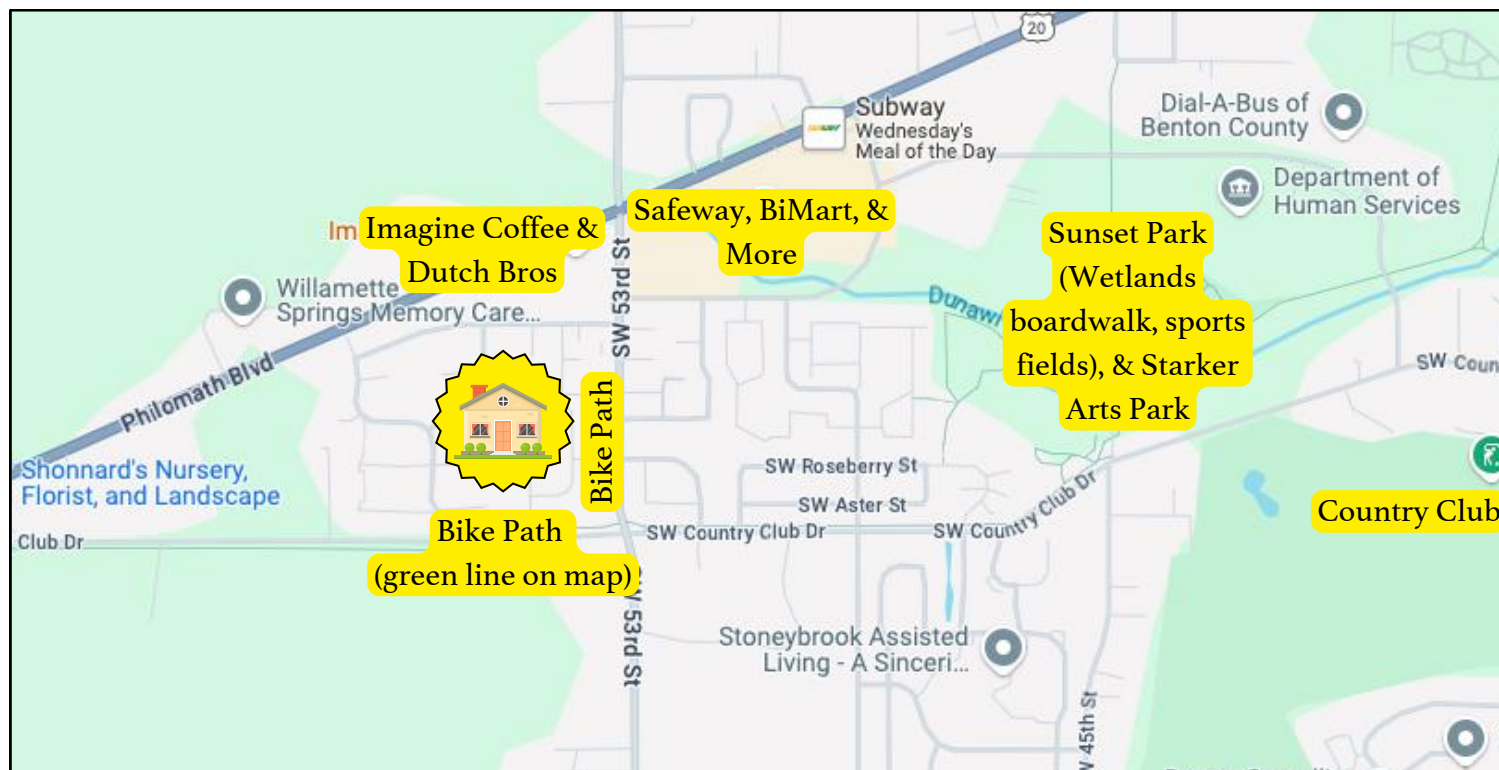 20
Subway
Wednesday's
Meal of the Day
Dial-A-Bus of
Benton County
Department of
Human Services
Im
Imagine Coffee &
Dutch Bros
Safeway, BiMart, &
More
Sunset Park
(Wetlands
boardwalk, sports
fields), & Starker
Arts Park
Willamette
Springs Memory Care...
SW 53rd St
Dunawi
Philomath Blvd
SW Coun
Bike Path
Shonnard's Nursery,
Florist, and Landscape
SW Roseberry St
SW Aster St
Country Club
Club Dr
Bike Path
(green line on map)
SW Country Club Dr
SW Country Club Dr
SW 53rd St
Stoneybrook Assisted
Living - A Sinceri...
45th St